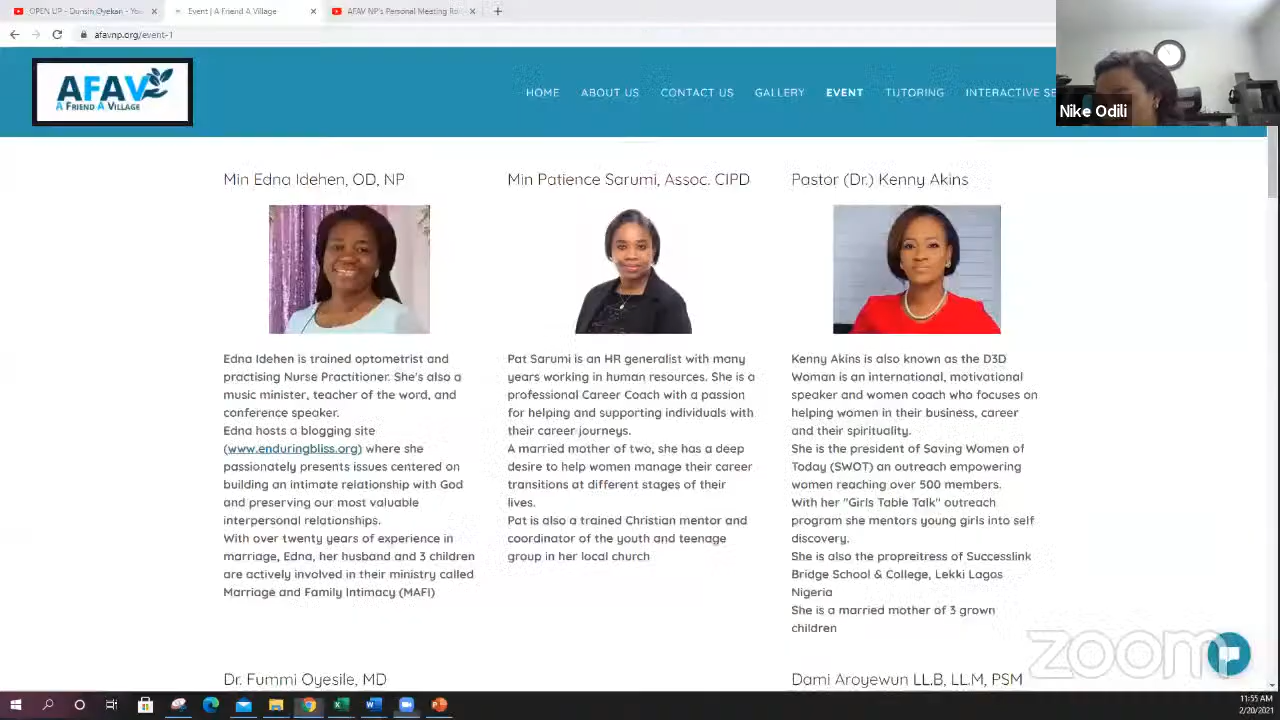 OPEN UP - Dunsin Oyekan - You
Event | A Friend A Village
AFAV NP's Personal Meeting Ro
afavnp.org/event-1
AFAV
A FRIEND A VILLAGE
HOME
ABOUT US
CONTACT US
GALLERY
EVENT
TUTORING
INTERACTIVE SE
Nike Odili
Min Edna Idehen, OD, NP
Edna Idehen is trained optometrist and
practising Nurse Practitioner. She's also a
music minister, teacher of the word, and
conference speaker.
Edna hosts a blogging site
(www.enduringbliss.org) where she
passionately presents issues centered on
building an intimate relationship with God
and preserving our most valuable
interpersonal relationships.
With over twenty years of experience in
marriage, Edna, her husband and 3 children
are actively involved in their ministry called
Marriage and Family Intimacy (MAFI)
Min Patience Sarumi, Assoc. CIPD
Pat Sarumi is an HR generalist with many
years working in human resources. She is a
professional Career Coach with a passion
for helping and supporting individuals with
their career journeys.
A married mother of two, she has a deep
desire to help women manage their career
transitions at different stages of their
lives.
Pat is also a trained Christian mentor and
coordinator of the youth and teenage
group in her local church
Pastor (Dr.) Kenny Akins
Kenny Akins is also known as the D3D
Woman is an international, motivational
speaker and women coach who focuses on
helping women in their business, career
and their spirituality.
She is the president of Saving Women of
Today (SWOT) an outreach empowering
women reaching over 500 members.
With her "Girls Table Talk" outreach
program she mentors young girls into self
discovery.
She is also the propreitress of Successlink
Bridge School & College, Lekki Lagos
Nigeria
She is a married mother of 3 grown
children
Dr. Fummi Oyesile, MD
Dami Aroyewun LL.B, LL.M, PSM
zoom
11:55 AM
2/20/2021